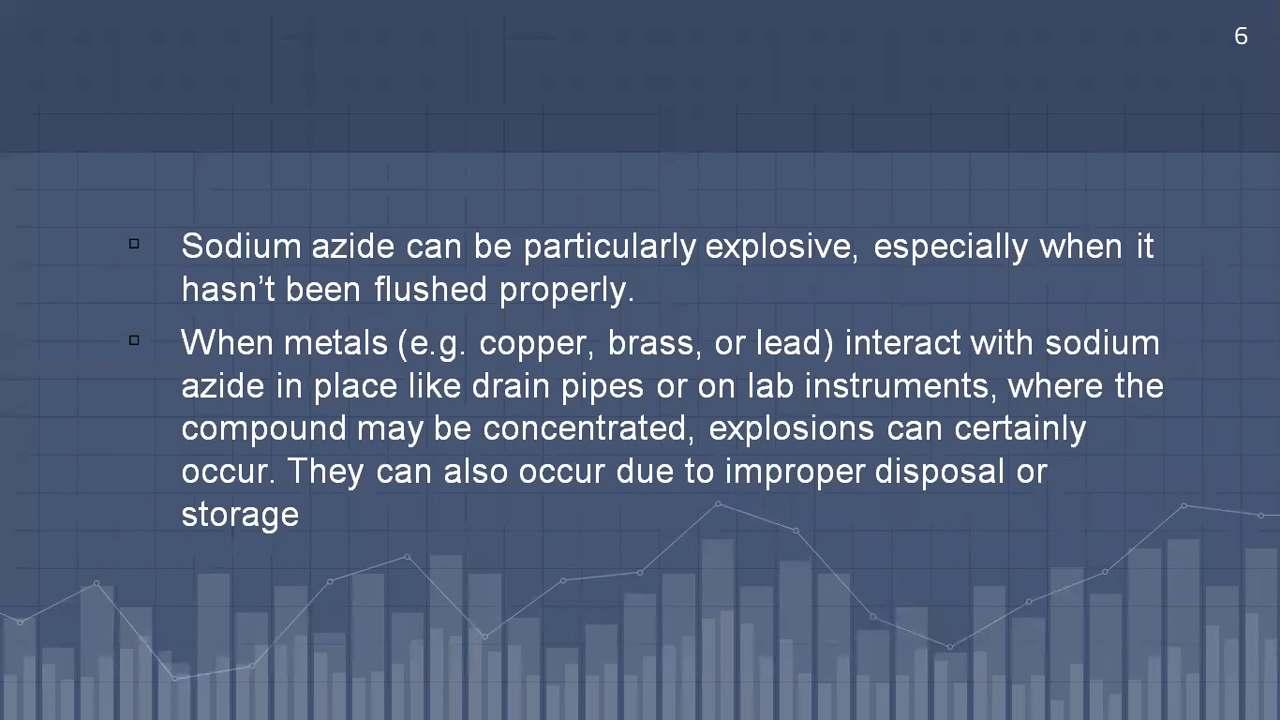 6
Sodium azide can be particularly explosive, especially when it
hasn’t been flushed properly.
When metals (e.g. copper, brass, or lead) interact with sodium
azide in place like drain pipes or on lab instruments, where the
compound may be concentrated, explosions can certainly
occur. They can also occur due to improper disposal or
storage